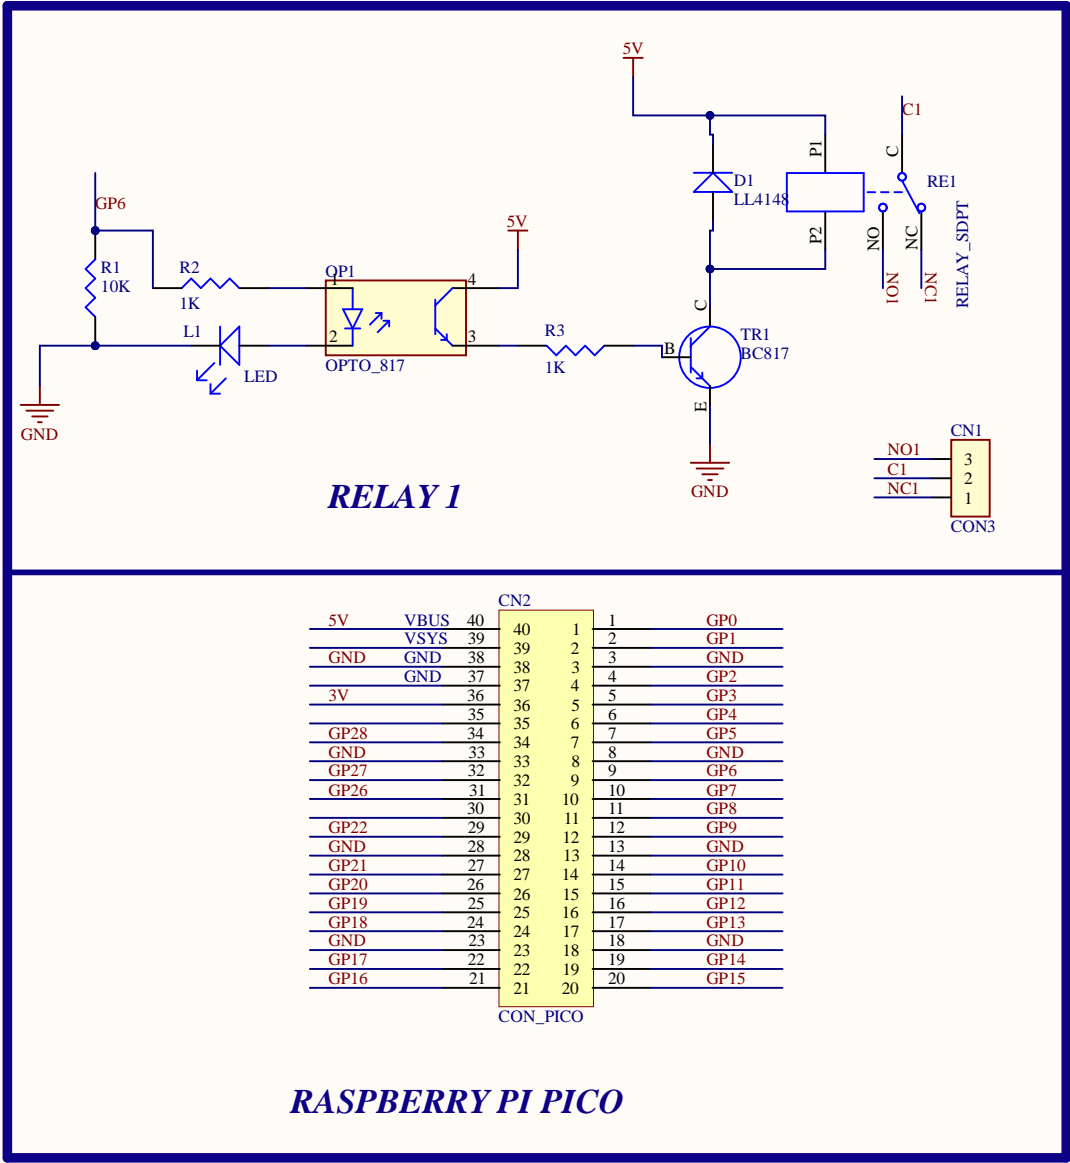 5V
C1
P1
C
D1
LL4148
RE1
GP6
5V
P2
NO
NC
RELAY_SDPT
R1
10K
R2
1K
OP1
1
4
NO1
NC1
C
L1
2
3
R3
1K
B
TR1
BC817
LED
OPTO_817
E
GND
CN1
NO1
3
C1
2
NC1
1
GND
CON3
RELAY 1
CN2
5V VBUS 40 40 1 1 GP0
VSYS 39 39 2 2 GP1
GND GND 38 38 3 3 GND
GND 37 37 4 4 GP2
3V 36 36 5 5 GP3
35 35 6 6 GP4
GP28 34 34 7 7 GP5
GND 33 33 8 8 GND
GP27 32 32 9 9 GP6
GP26 31 31 10 10 GP7
30 30 11 11 GP8
GP22 29 29 12 12 GP9
GND 28 28 13 13 GND
GP21 27 27 14 14 GP10
GP20 26 26 15 15 GP11
GP19 25 25 16 16 GP12
GP18 24 24 17 17 GP13
GND 23 23 18 18 GND
GP17 22 22 19 19 GP14
GP16 21 21 20 20 GP15
CON_PICO
RASPBERRY PI PICO